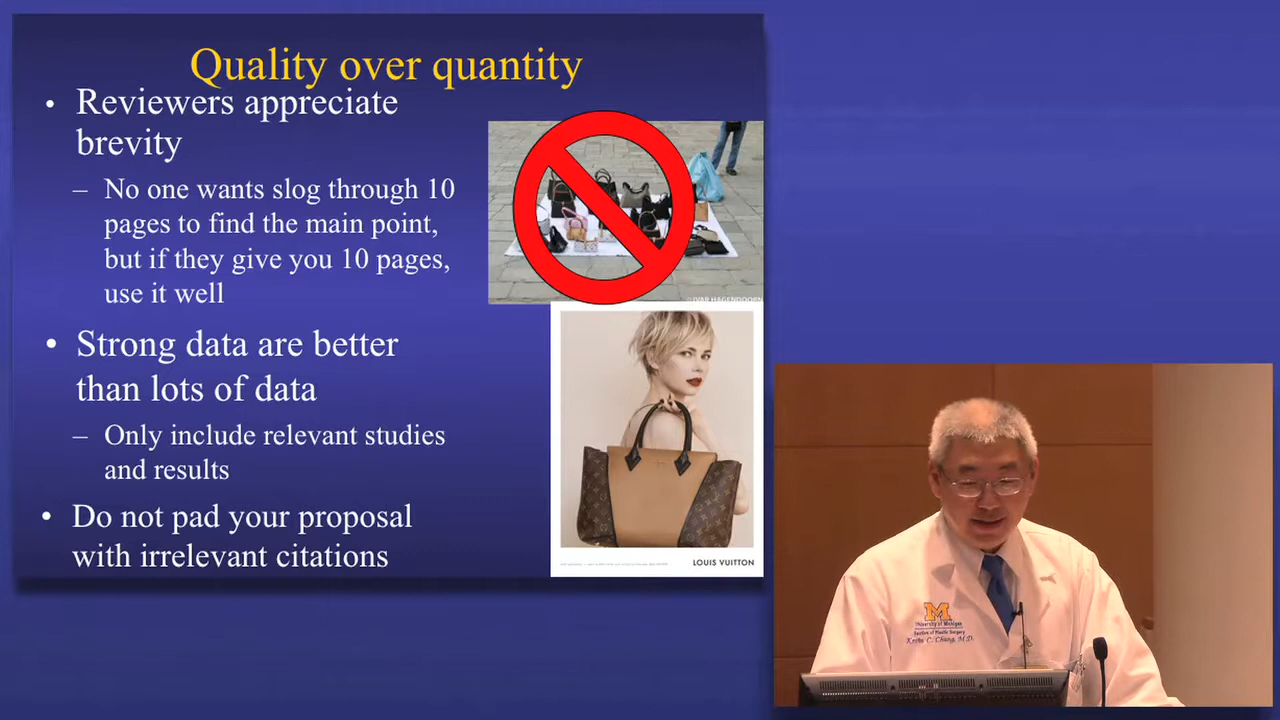 Quality over quantity
• Reviewers appreciate
brevity
– No one wants slog through 10
pages to find the main point,
but if they give you 10 pages,
use it well
• Strong data are better
than lots of data
– Only include relevant studies
and results
• Do not pad your proposal
with irrelevant citations
©IVAR HAGENDOORN
LOUIS VUITTON
M
University of Michigan
Section of Plastic Surgery
Kevin C. Chung, M.D.